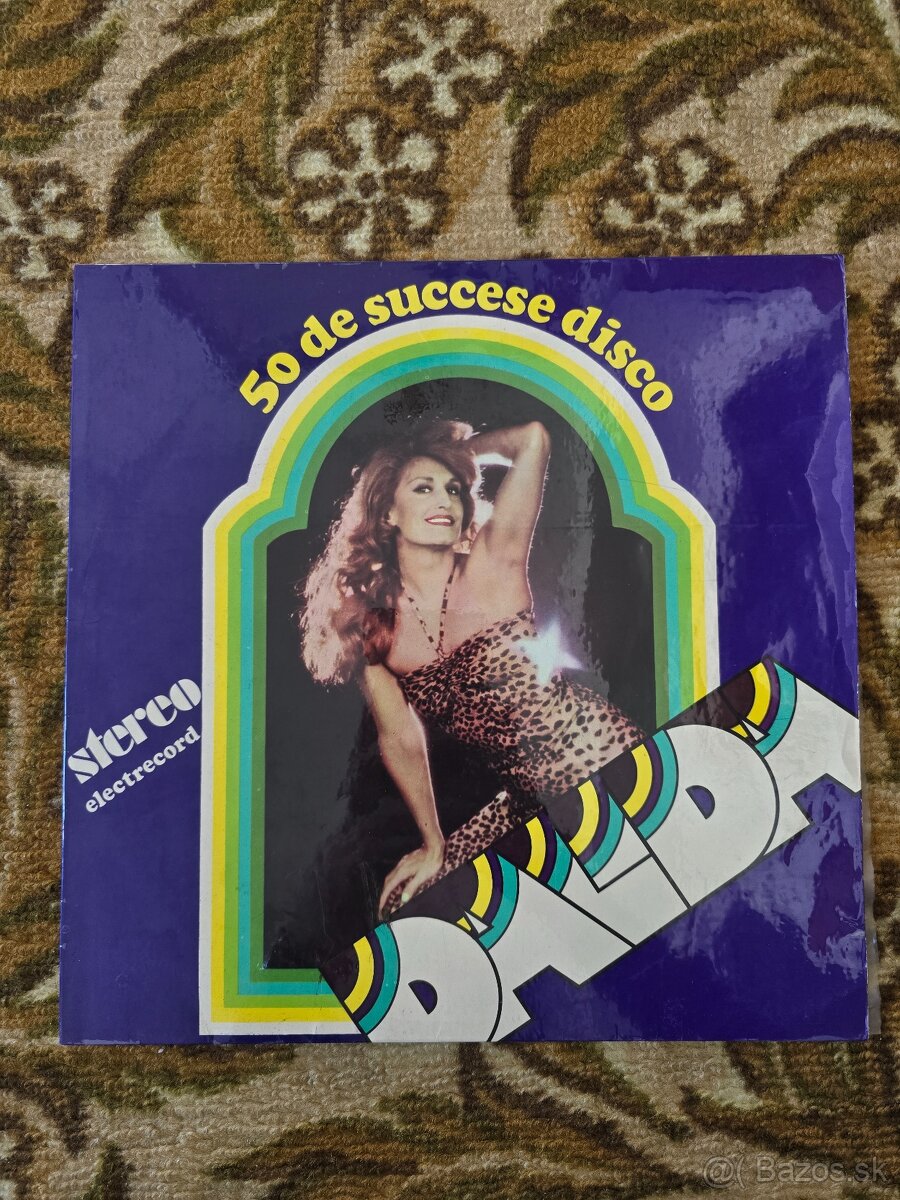 50 de succese disco
stereo
electrecord
DALIDA
@( Bazos.sk